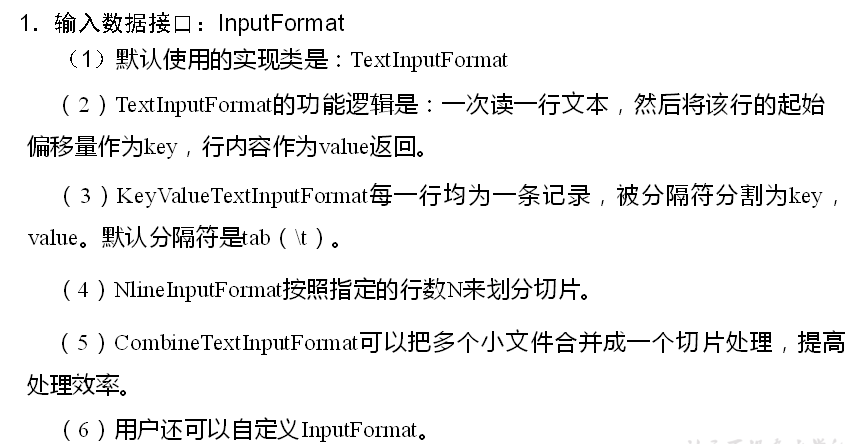 1. 输入数据接口：InputFormat
（1）默认使用的实现类是：TextInputFormat
（2）TextInputFormat的功能逻辑是：一次读一行文本，然后将该行的起始
偏移量作为key，行内容作为value返回。
（3）KeyValueTextInputFormat每一行均为一条记录，被分隔符分割为key，
value。默认分隔符是tab（\t）。
（4）NlineInputFormat按照指定的行数N来划分切片。
（5）CombineTextInputFormat可以把多个小文件合并成一个切片处理，提高
处理效率。
（6）用户还可以自定义InputFormat。